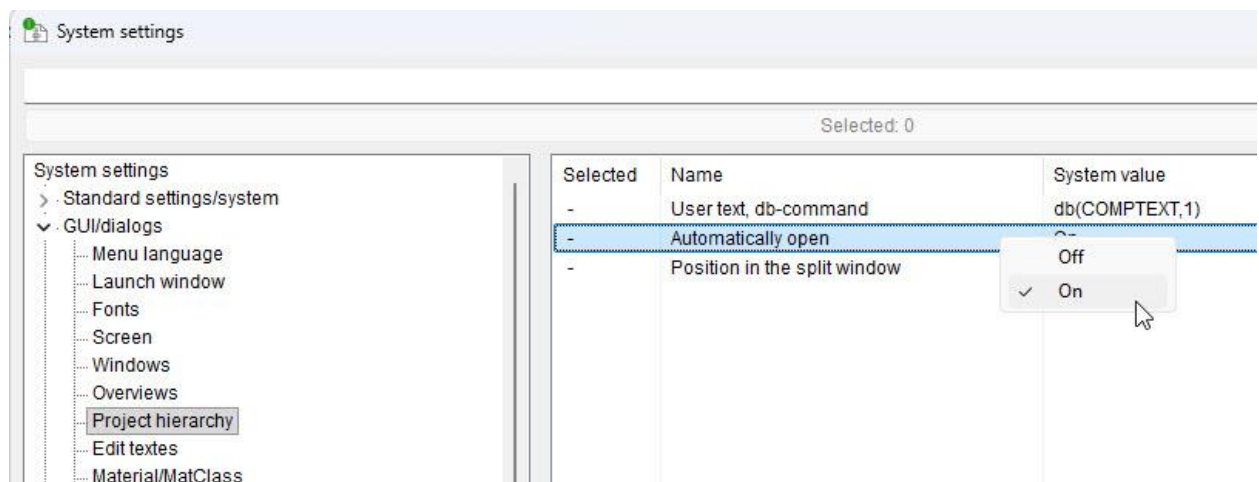 System settings
Selected: 0
System settings
Standard settings/system
GUI/dialogs
Menu language
Launch window
Fonts
Screen
Windows
Overviews
Project hierarchy
Edit textes
Material/MatClass
Selected Name System value
- User text, db-command db(COMPTEXT,1)
- Automatically open On
- Position in the split window
Off
On